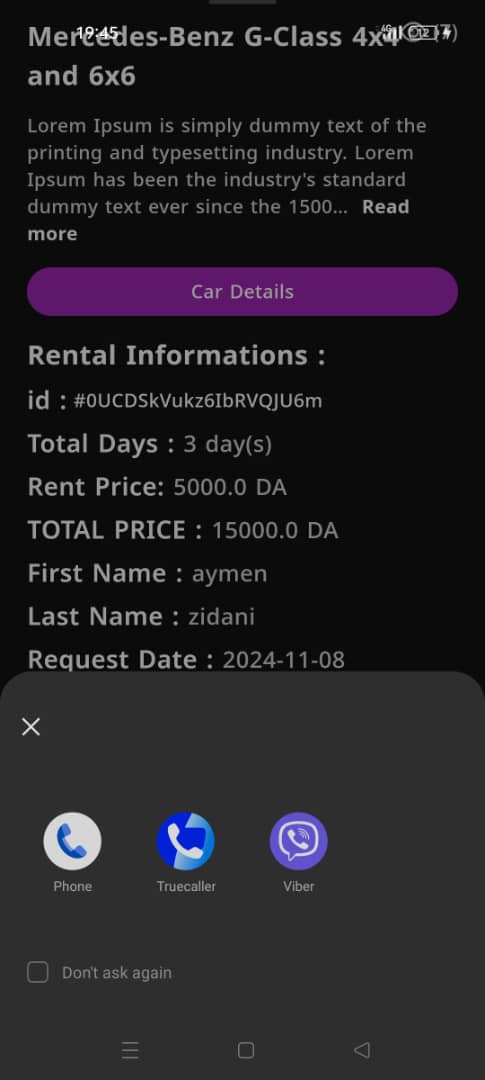 19:45
4G
12
Mercedes-Benz G-Class 4x4 (7)
and 6x6
Lorem Ipsum is simply dummy text of the
printing and typesetting industry. Lorem
Ipsum has been the industry's standard
dummy text ever since the 1500... Read
more
Car Details
Rental Informations :
id : #0UCDSkVukz6IbRVQJU6m
Total Days : 3 day(s)
Rent Price: 5000.0 DA
TOTAL PRICE : 15000.0 DA
First Name : aymen
Last Name : zidani
Request Date : 2024-11-08
Phone
Truecaller
Viber
Don't ask again